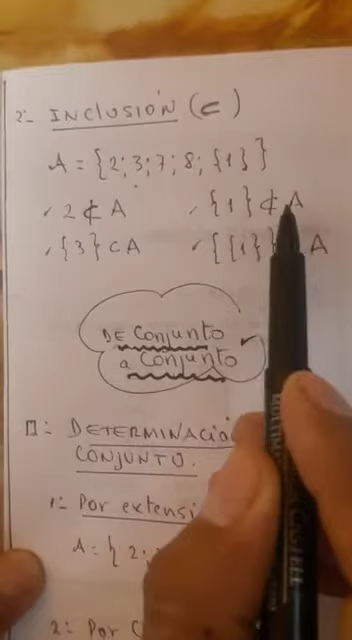 2:- INCLUSIÓN (⊂)
A = {2; 3; 7; 8; {1}}
✓ 2 ⊄ A
✓ {1} ⊄ A
✓ {3} ⊂ A
✓ {{1}} A
DE Conjunto
a Conjunto
II:- DETERMINACIÓ
CONJUNTO.
1:- Por extensi
A = { 2;
2:- Por C